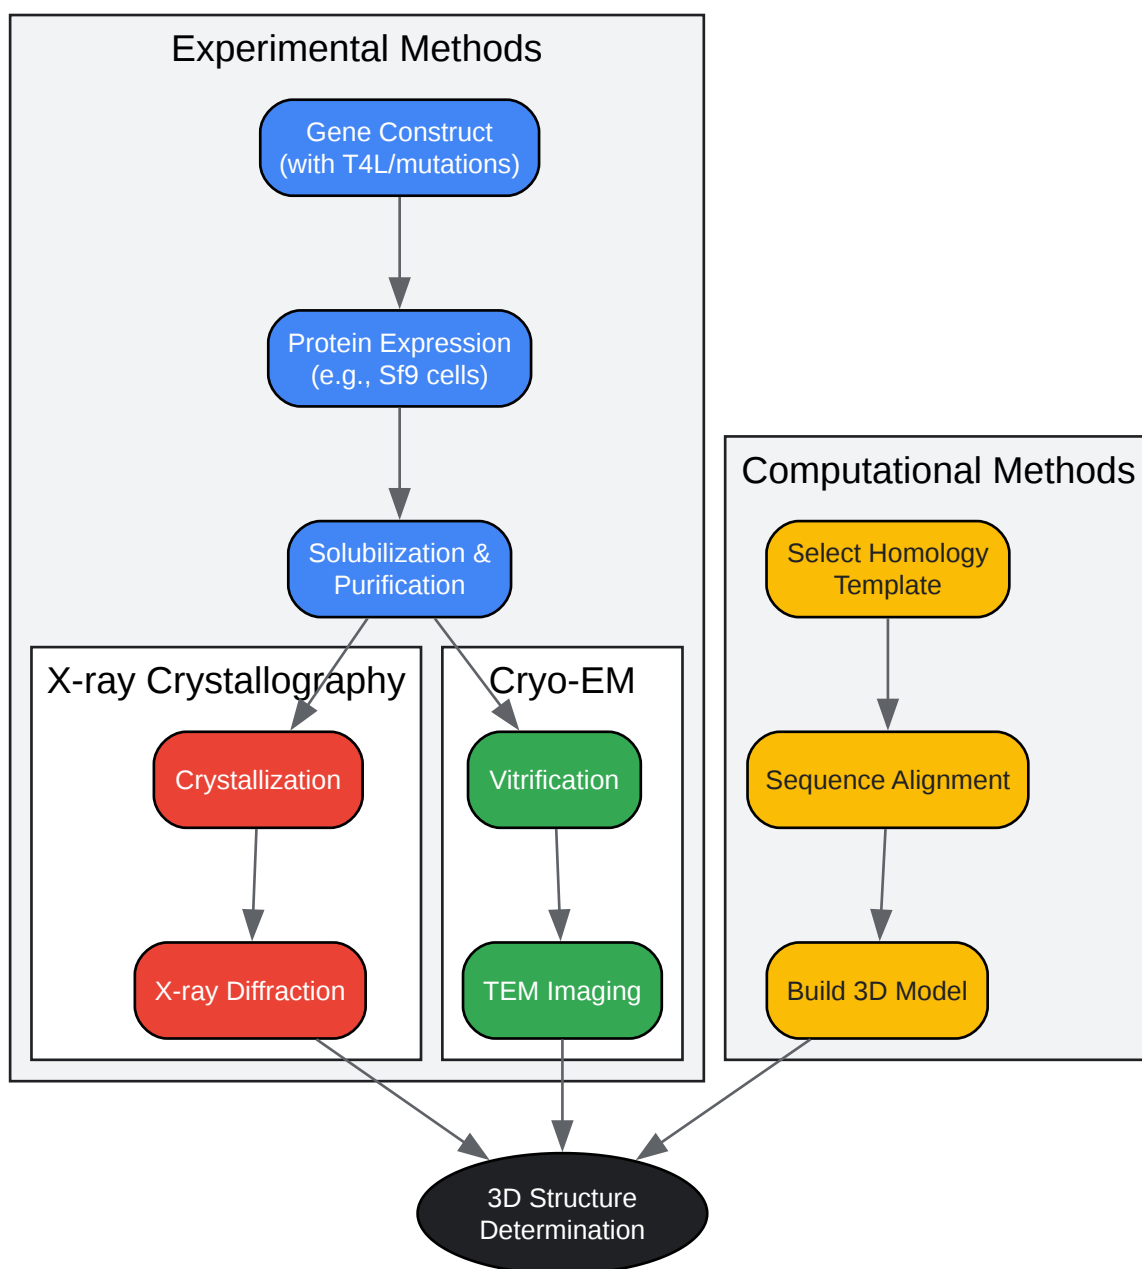 Experimental Methods
Gene Construct
(with T4L/mutations)
Protein Expression
(e.g., Sf9 cells)
Solubilization &
Purification
X-ray Crystallography
Crystallization
X-ray Diffraction
Cryo-EM
Vitrification
TEM Imaging
Computational Methods
Select Homology
Template
Sequence Alignment
Build 3D Model
3D Structure
Determination